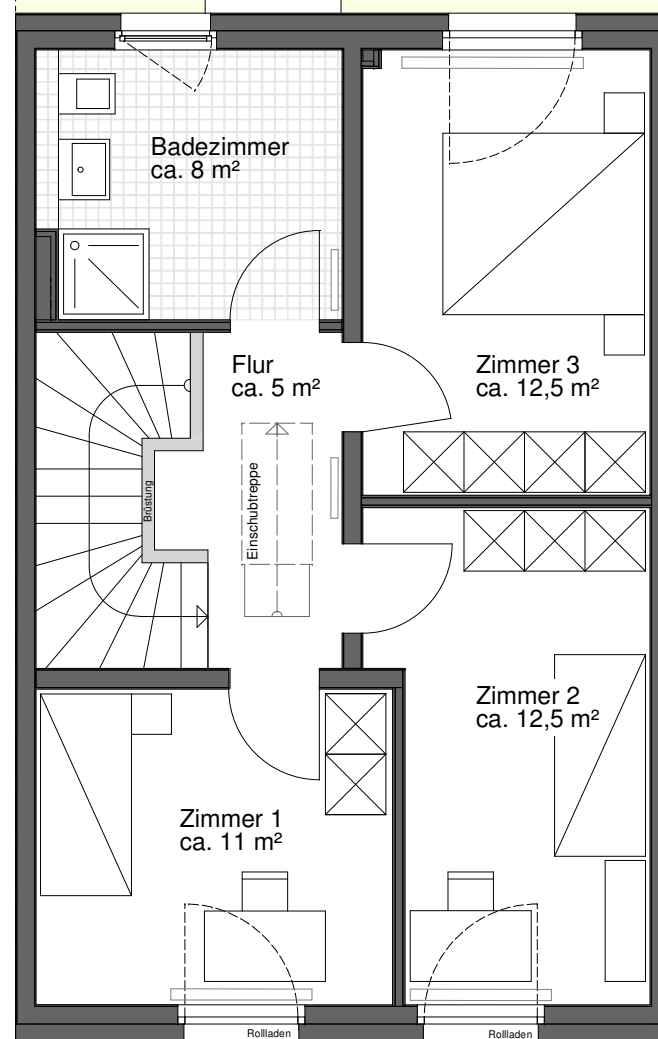 Badezimmer
ca. 8 m²
Flur
ca. 5 m²
Zimmer 3
ca. 12,5 m²
Einschubtreppe
Brüstung
Zimmer 2
ca. 12,5 m²
Zimmer 1
ca. 11 m²
Rollladen
Rollladen